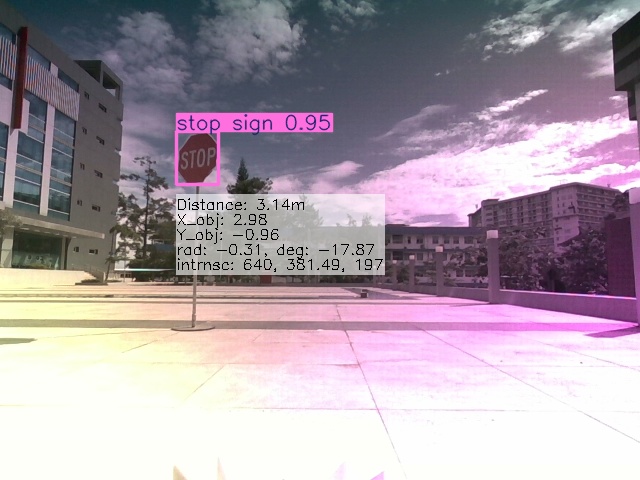 stop sign 0.95
STOP
Distance: 3.14m
X_obj: 2.98
Y_obj: -0.96
rad: -0.31, deg: -17.87
intrnsc: 640, 381.49, 197